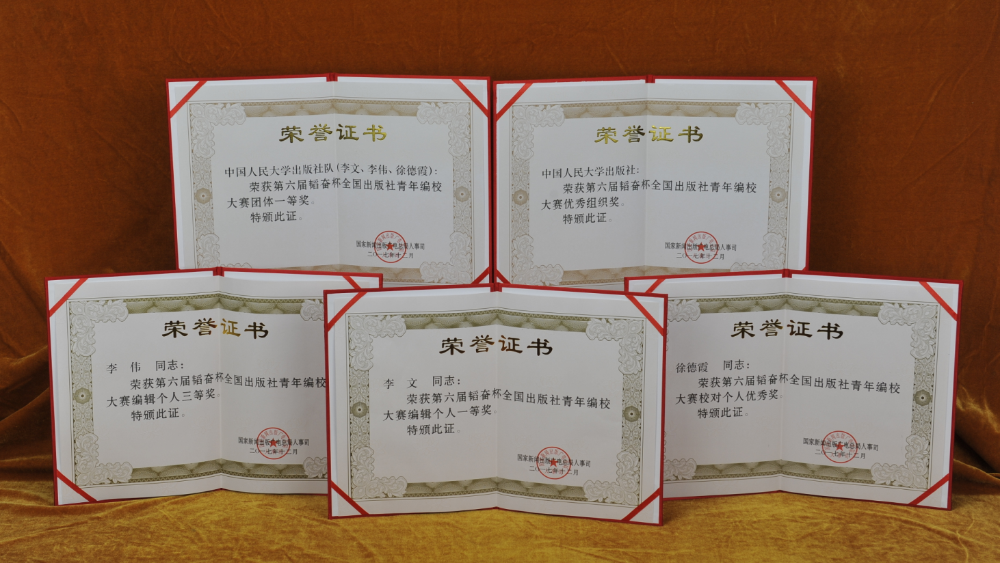 荣誉证书
中国人民大学出版社队(李文、李伟、徐德霞):
荣获第六届韬奋杯全国出版社青年编校
大赛团体一等奖。
特颁此证。
国家新闻出版广电总局人事司
二〇一七年十二月
荣誉证书
中国人民大学出版社:
荣获第六届韬奋杯全国出版社青年编校
大赛优秀组织奖。
特颁此证。
国家新闻出版广电总局人事司
二〇一七年十二月
荣誉证书
李 伟 同志:
荣获第六届韬奋杯全国出版社青年编校
大赛编辑个人三等奖。
特颁此证。
国家新闻出版广电总局人事司
二〇一七年十二月
荣誉证书
李 文 同志:
荣获第六届韬奋杯全国出版社青年编校
大赛编辑个人一等奖。
特颁此证。
国家新闻出版广电总局人事司
二〇一七年十二月
荣誉证书
徐德霞 同志:
荣获第六届韬奋杯全国出版社青年编校
大赛校对个人优秀奖。
特颁此证。
国家新闻出版广电总局人事司
二〇一七年十二月